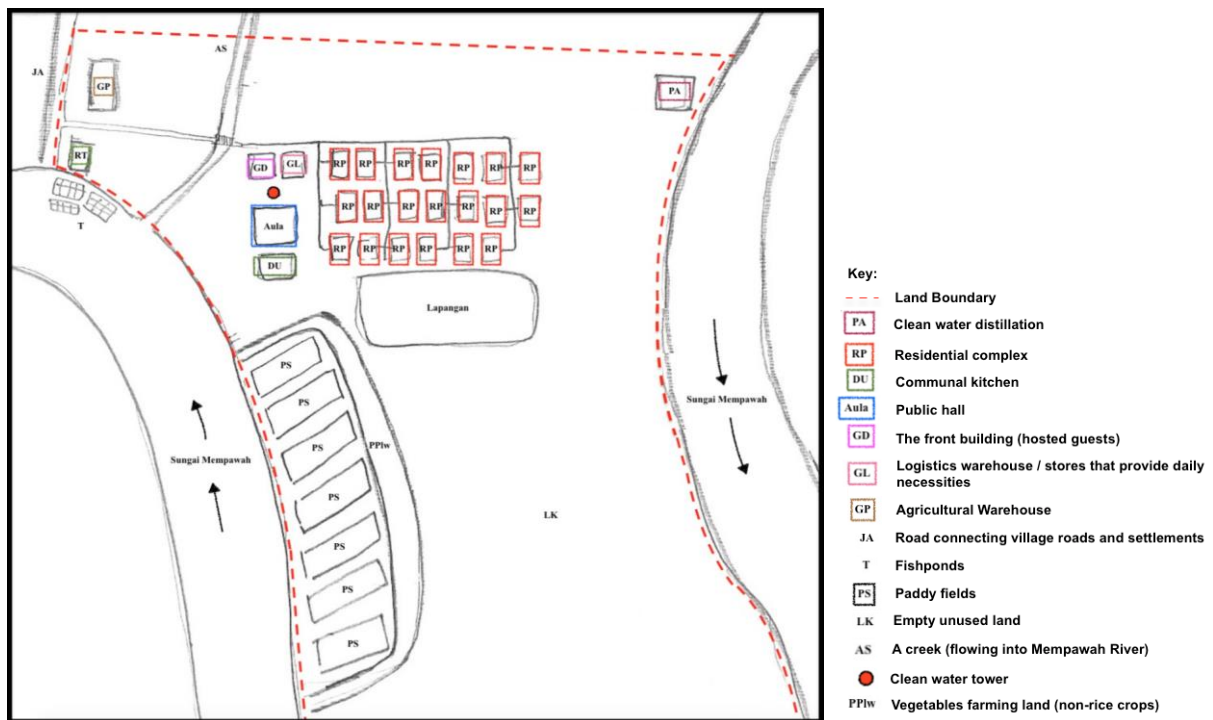 AS
JA
GP
PA
RT
GD
GL
RP RP RP RP RP RP RP
T
Aula
RP RP RP RP RP RP RP
DU
RP RP RP RP RP RP
Lapangan
PS
PS
PS
PS
PS
PS
PS
PPlw
Sungai Mempawah
Sungai Mempawah
LK
Key:
Land Boundary
PA Clean water distillation
RP Residential complex
DU Communal kitchen
Aula Public hall
GD The front building (hosted guests)
GL Logistics warehouse / stores that provide daily
necessities
GP Agricultural Warehouse
JA Road connecting village roads and settlements
T Fishponds
PS Paddy fields
LK Empty unused land
AS A creek (flowing into Mempawah River)
Clean water tower
PPlw Vegetables farming land (non-rice crops)